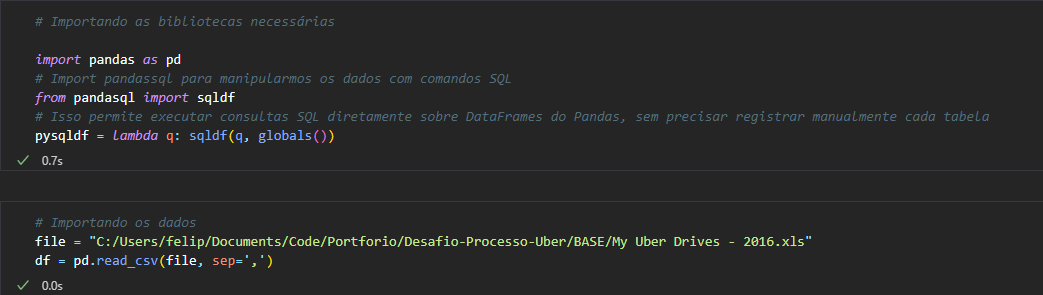 # Importando as bibliotecas necessárias
import pandas as pd
# Import pandassql para manipularmos os dados com comandos SQL
from pandasql import sqldf
# Isso permite executar consultas SQL diretamente sobre DataFrames do Pandas, sem precisar registrar manualmente cada tabela
pysqldf = lambda q: sqldf(q, globals())
✓ 0.7s
# Importando os dados
file = "C:/Users/felip/Documents/Code/Portforio/Desafio-Processo-Uber/BASE/My Uber Drives - 2016.xls"
df = pd.read_csv(file, sep=',')
✓ 0.0s